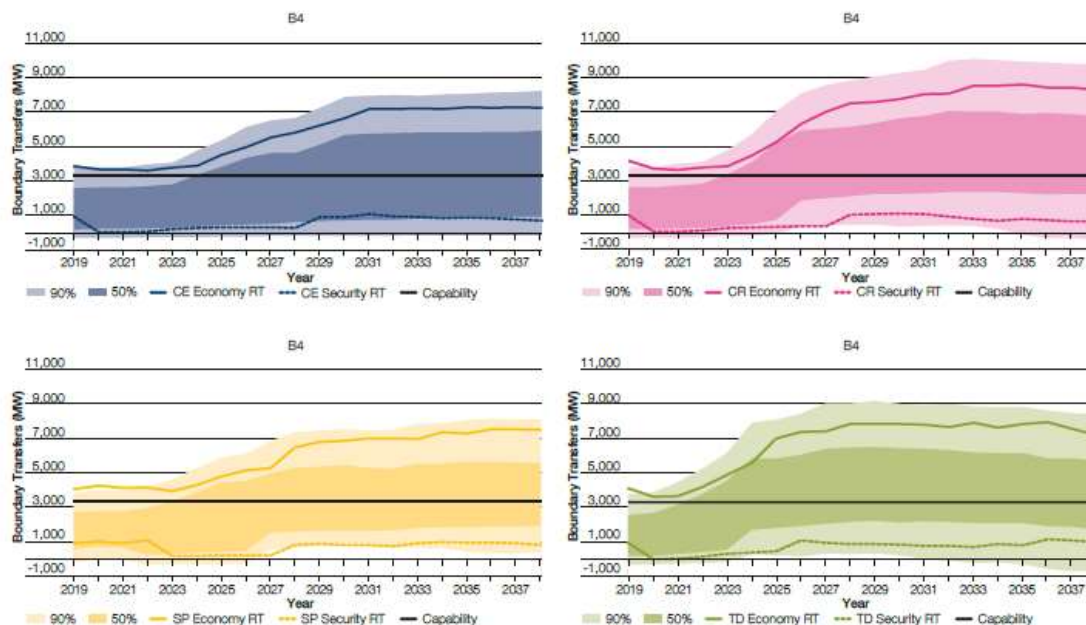 B4
11,000
9,000
7,000
5,000
3,000
1,000
-1,000
Boundary Transfers (MW)
2019 2021 2023 2025 2027 2029 2031 2033 2035 2037
Year
90% 50% CE Economy RT CE Security RT Capability
B4
11,000
9,000
7,000
5,000
3,000
1,000
-1,000
Boundary Transfers (MW)
2019 2021 2023 2025 2027 2029 2031 2033 2035 2037
Year
90% 50% CR Economy RT CR Security RT Capability
B4
11,000
9,000
7,000
5,000
3,000
1,000
-1,000
Boundary Transfers (MW)
2019 2021 2023 2025 2027 2029 2031 2033 2035 2037
Year
90% 50% SP Economy RT SP Security RT Capability
B4
11,000
9,000
7,000
5,000
3,000
1,000
-1,000
Boundary Transfers (MW)
2019 2021 2023 2025 2027 2029 2031 2033 2035 2037
Year
90% 50% TD Economy RT TD Security RT Capability